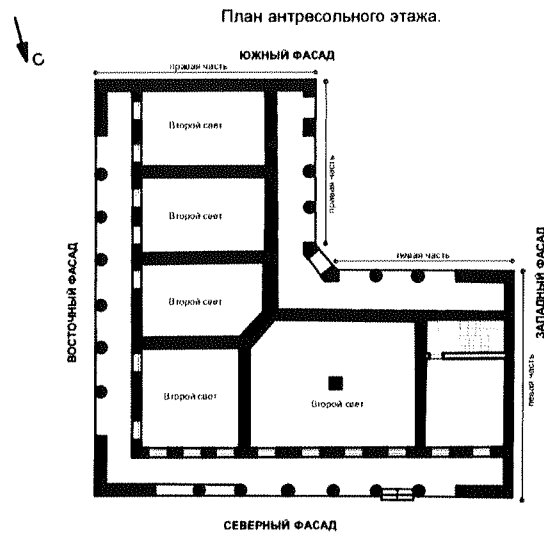 План антресольного этажа.
С
ЮЖНЫЙ ФАСАД
правая часть
Второй свет
правая часть
Второй свет
левая часть
ЗАПАДНЫЙ ФАСАД
ВОСТОЧНЫЙ ФАСАД
Второй свет
левая часть
Второй свет
Второй свет
СЕВЕРНЫЙ ФАСАД